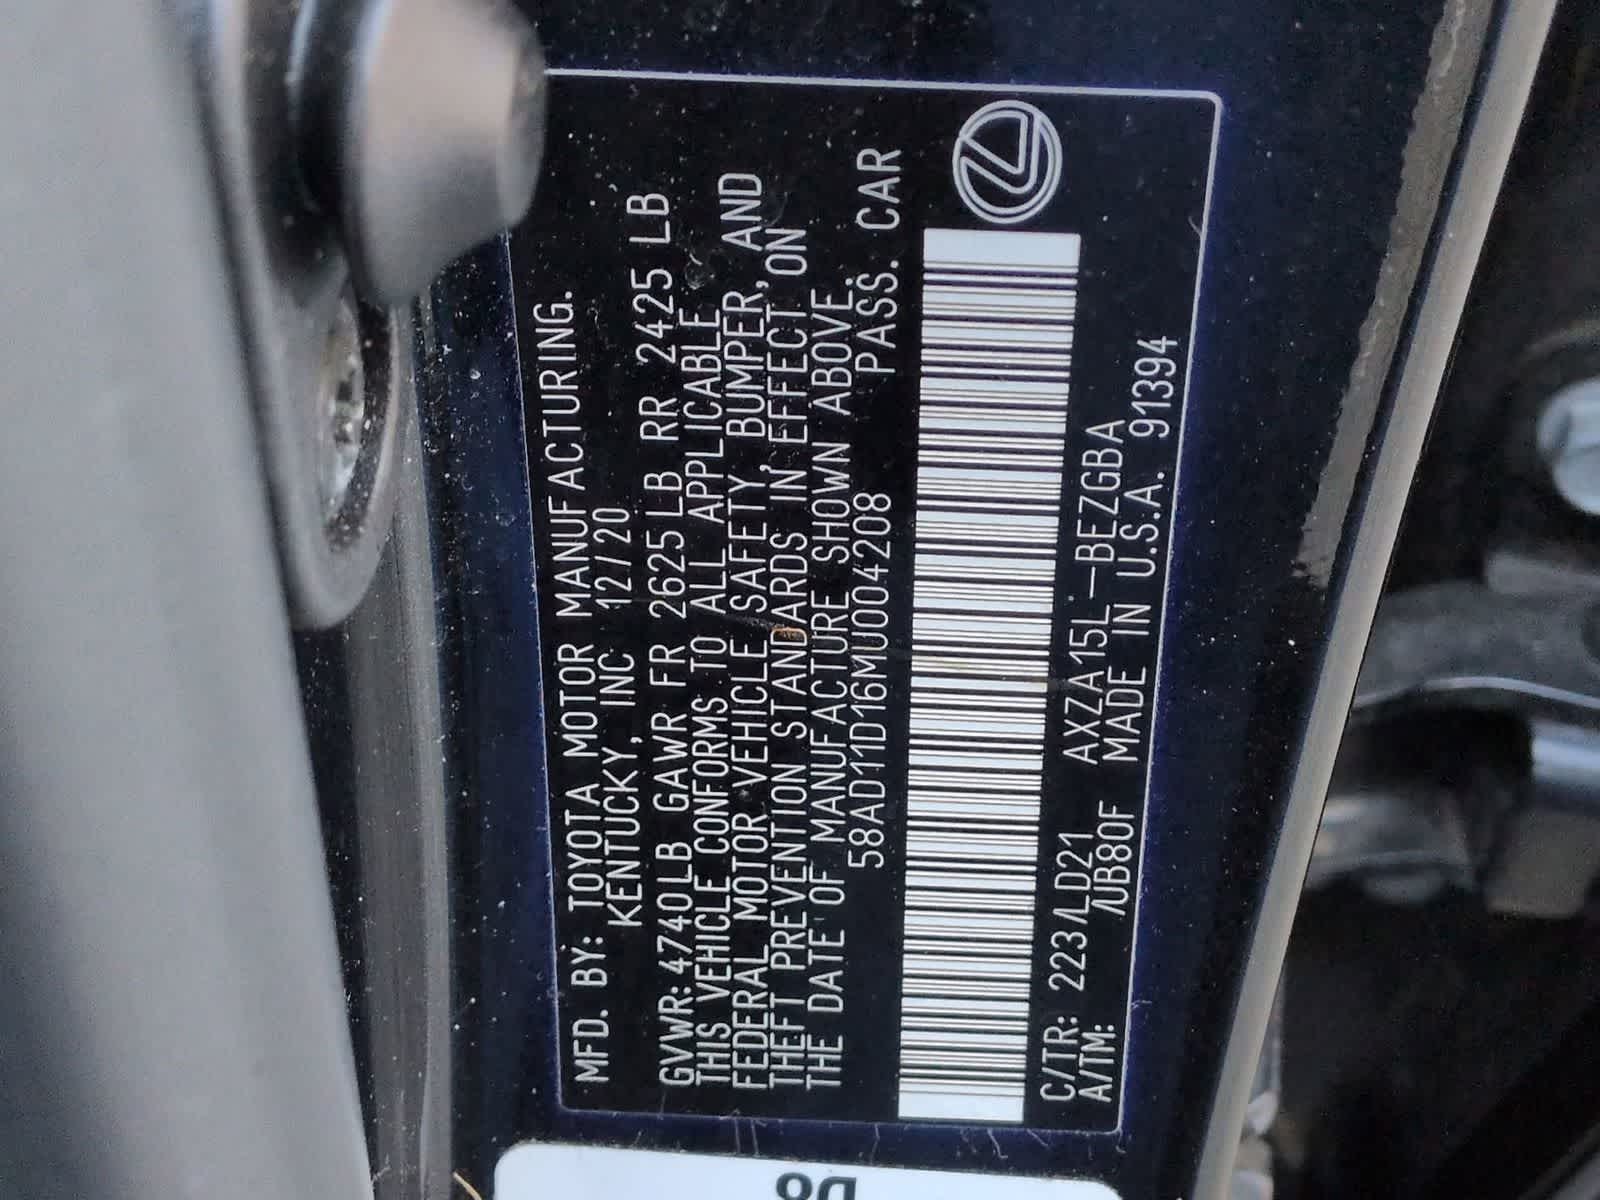 MFD. BY: TOYOTA MOTOR MANUFACTURING.
KENTUCKY, INC 12/20
GVWR: 4740LB GAWR FR 2625LB RR 2425 LB
THIS VEHICLE CONFORMS TO ALL APPLICABLE
FEDERAL MOTOR VEHICLE SAFETY, BUMPER, AND
THEFT PREVENTION STANDARDS IN EFFECT ON
THE DATE OF MANUFACTURE SHOWN ABOVE.
58AD11D16MU004208 PASS. CAR
C/TR: 223/LD21 AXZA15L-BEZGBA
A/TM: /UB80F MADE IN U.S.A. 91394
D8